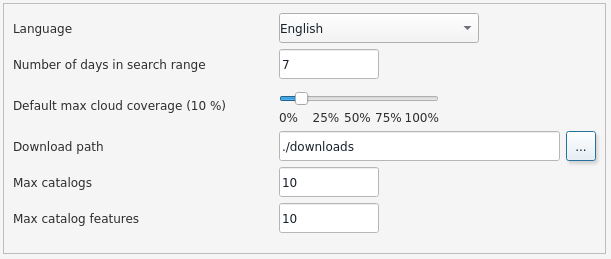 Language English
Number of days in search range 7
Default max cloud coverage (10 %)
0% 25% 50% 75% 100%
Download path ./downloads ...
Max catalogs 10
Max catalog features 10